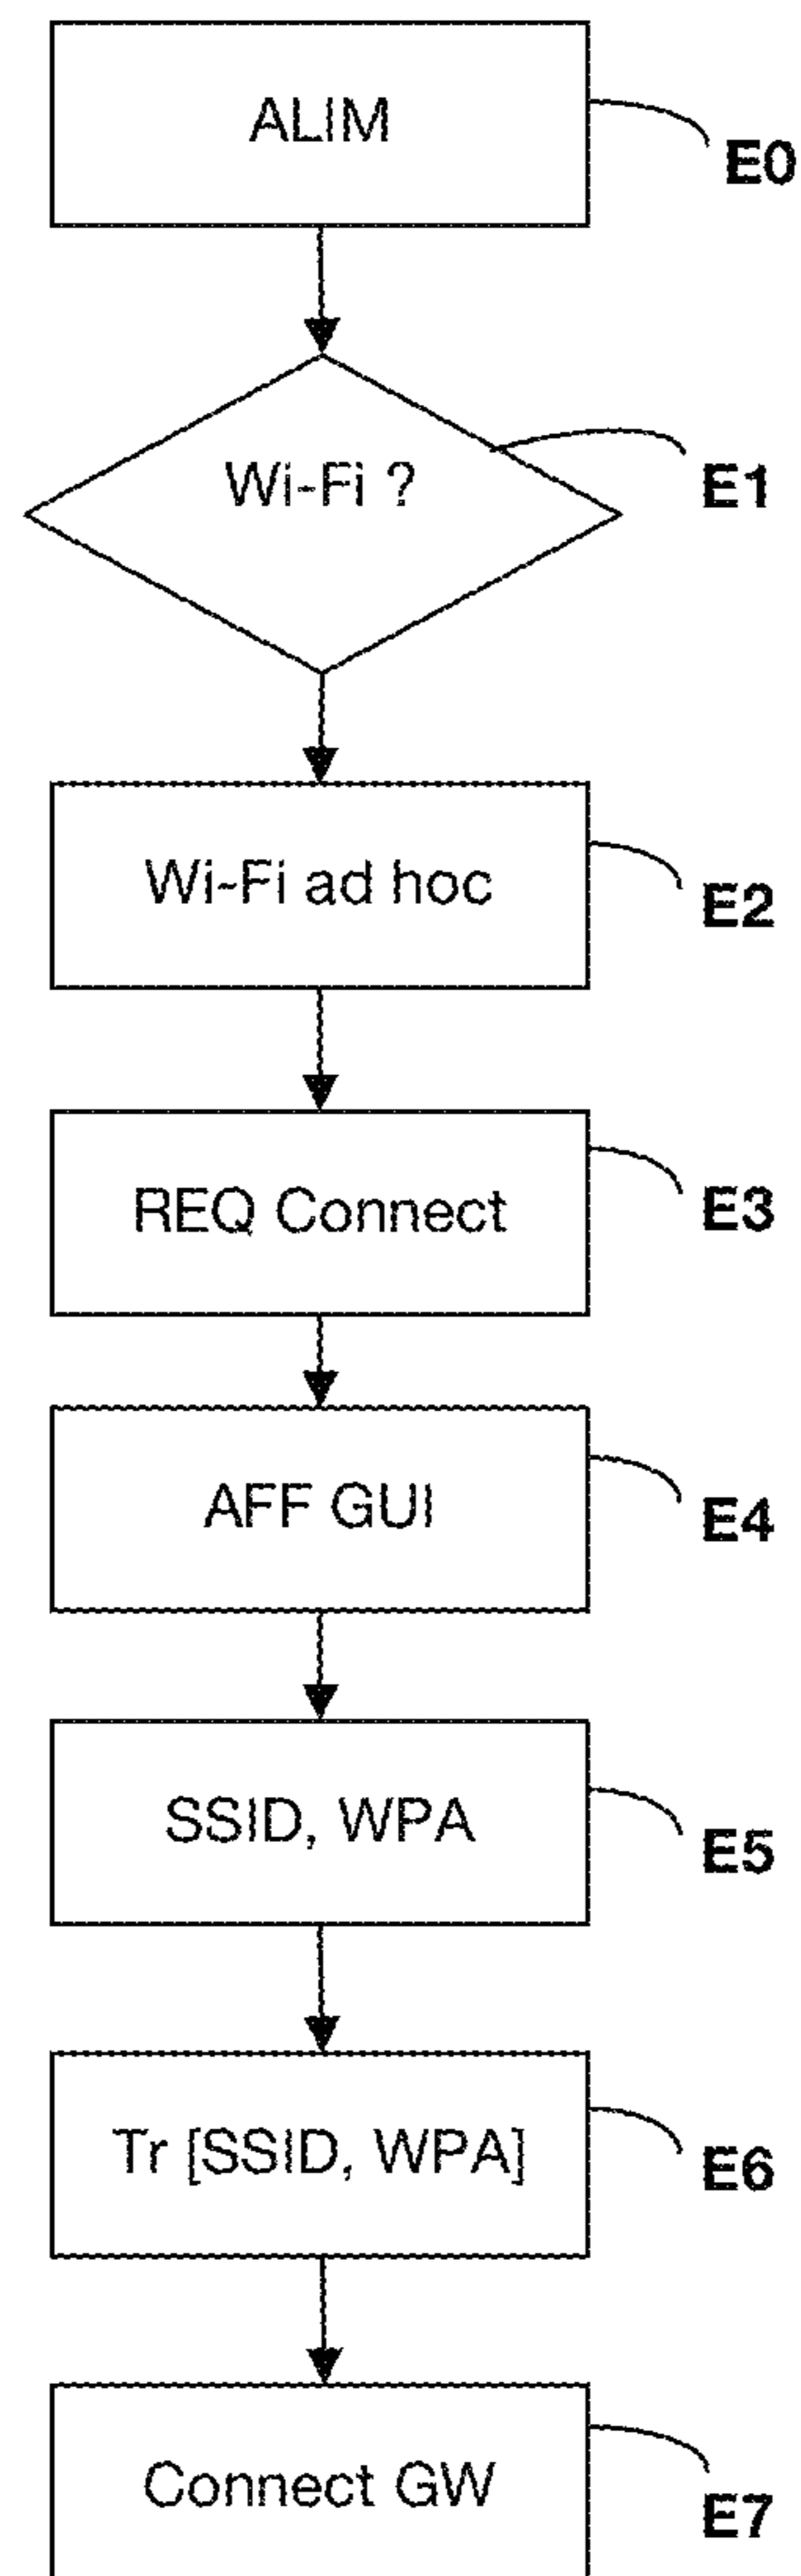 ALIM
E0
Wi-Fi ?
E1
Wi-Fi ad hoc
E2
REQ Connect
E3
AFF GUI
E4
SSID, WPA
E5
Tr [SSID, WPA]
E6
Connect GW
E7